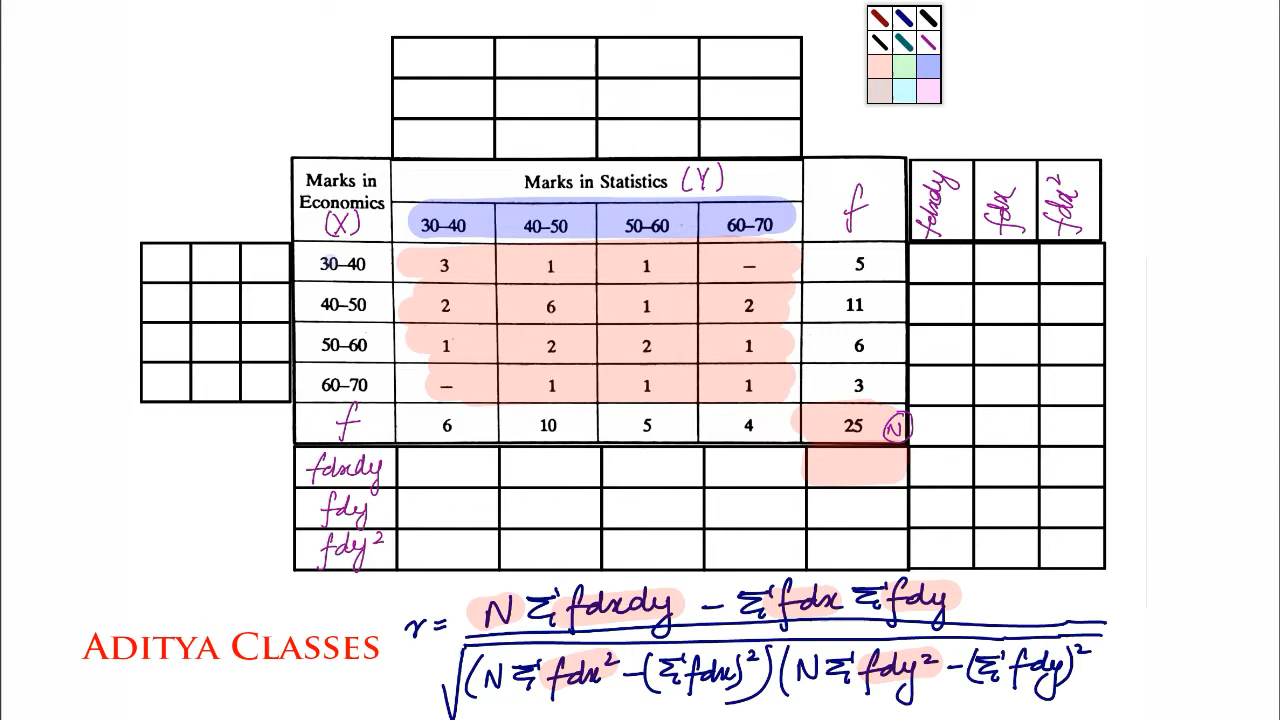 Marks in Economics (X) Marks in Statistics (Y) f fdxdy fdx fdx²
30–40 40–50 50–60 60–70
30–40 3 1 1 – 5
40–50 2 6 1 2 11
50–60 1 2 2 1 6
60–70 – 1 1 1 3
f 6 10 5 4 25 N
fdxdy
fdy
fdy²
r = N Σ fdxdy – Σ fdx Σ fdy
√(N Σ fdx² – (Σ fdx)²) (N Σ fdy² – (Σ fdy)²
ADITYA CLASSES